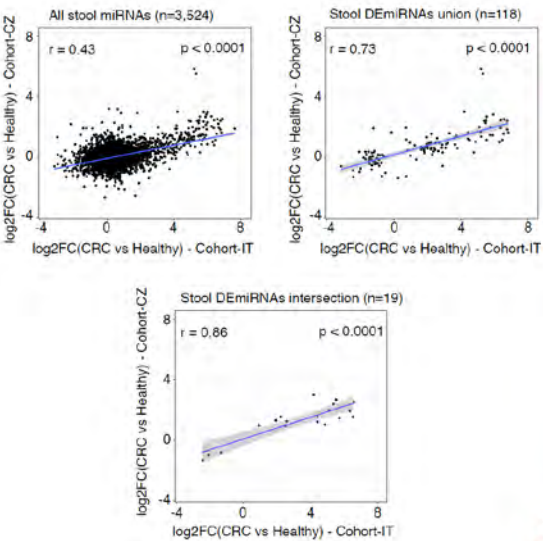 All stool miRNAs (n=3,524)
r = 0.43
p < 0.0001
log2FC(CRC vs Healthy) - Cohort-CZ
8
4
0
-4
-4
0
4
8
log2FC(CRC vs Healthy) - Cohort-IT
Stool DEmiRNAs union (n=118)
r = 0.73
p < 0.0001
log2FC(CRC vs Healthy) - Cohort-CZ
8
4
0
-4
-4
0
4
8
log2FC(CRC vs Healthy) - Cohort-IT
Stool DEmiRNAs intersection (n=19)
r = 0,86
p < 0.0001
log2FC(CRC vs Healthy) - Cohort-CZ
8
4
0
-4
-4
0
4
8
log2FC(CRC vs Healthy) - Cohort-IT